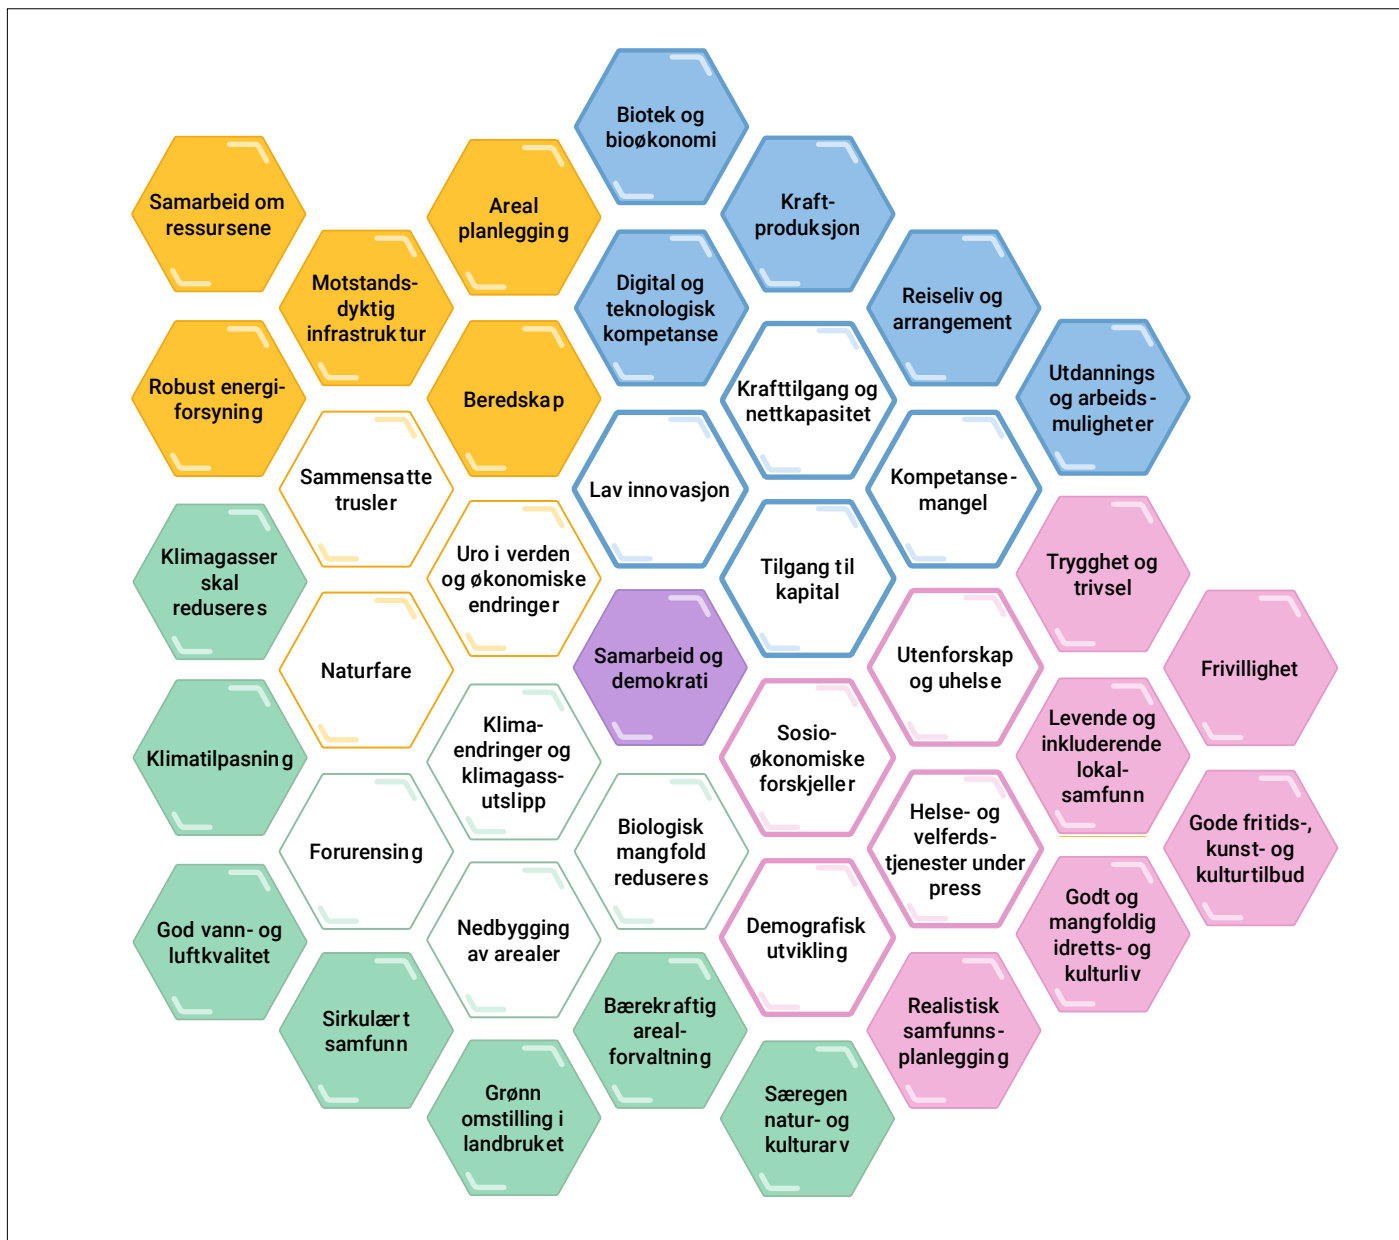 Biotek og
bioøkonomi
Samarbeid om
ressursene
Areal
planlegging
Kraft-
produksjon
Motstands-
dyktig
infrastruktur
Digital og
teknologisk
kompetanse
Reiseliv og
arrangement
Robust energi-
forsyning
Beredskap
Krafttilgang og
nettkapasitet
Utdannings
og arbeids-
muligheter
Sammensatte
trusler
Lav innovasjon
Kompetanse-
mangel
Klimagasser
skal
reduseres
Uro i verden
og økonomiske
endringer
Tilgang til
kapital
Trygghet og
trivsel
Naturfare
Samarbeid og
demokrati
Utenforskap
og uhelse
Frivillighet
Klimatilpasning
Klima-
endringer og
klimagass-
utslipp
Sosio-
økonomiske
forskjeller
Levende og
inkluderende
lokal-
samfunn
Forurensing
Biologisk
mangfold
reduseres
Helse- og
velferds-
tjenester under
press
Gode fritids-,
kunst- og
kulturtilbud
God vann- og
luftkvalitet
Nedbygging
av arealer
Demografisk
utvikling
Godt og
mangfoldig
idretts- og
kulturliv
Sirkulært
samfunn
Bærekraftig
areal-
forvaltning
Realistisk
samfunns-
planlegging
Grønn
omstilling i
landbruket
Særegen
natur- og
kulturarv